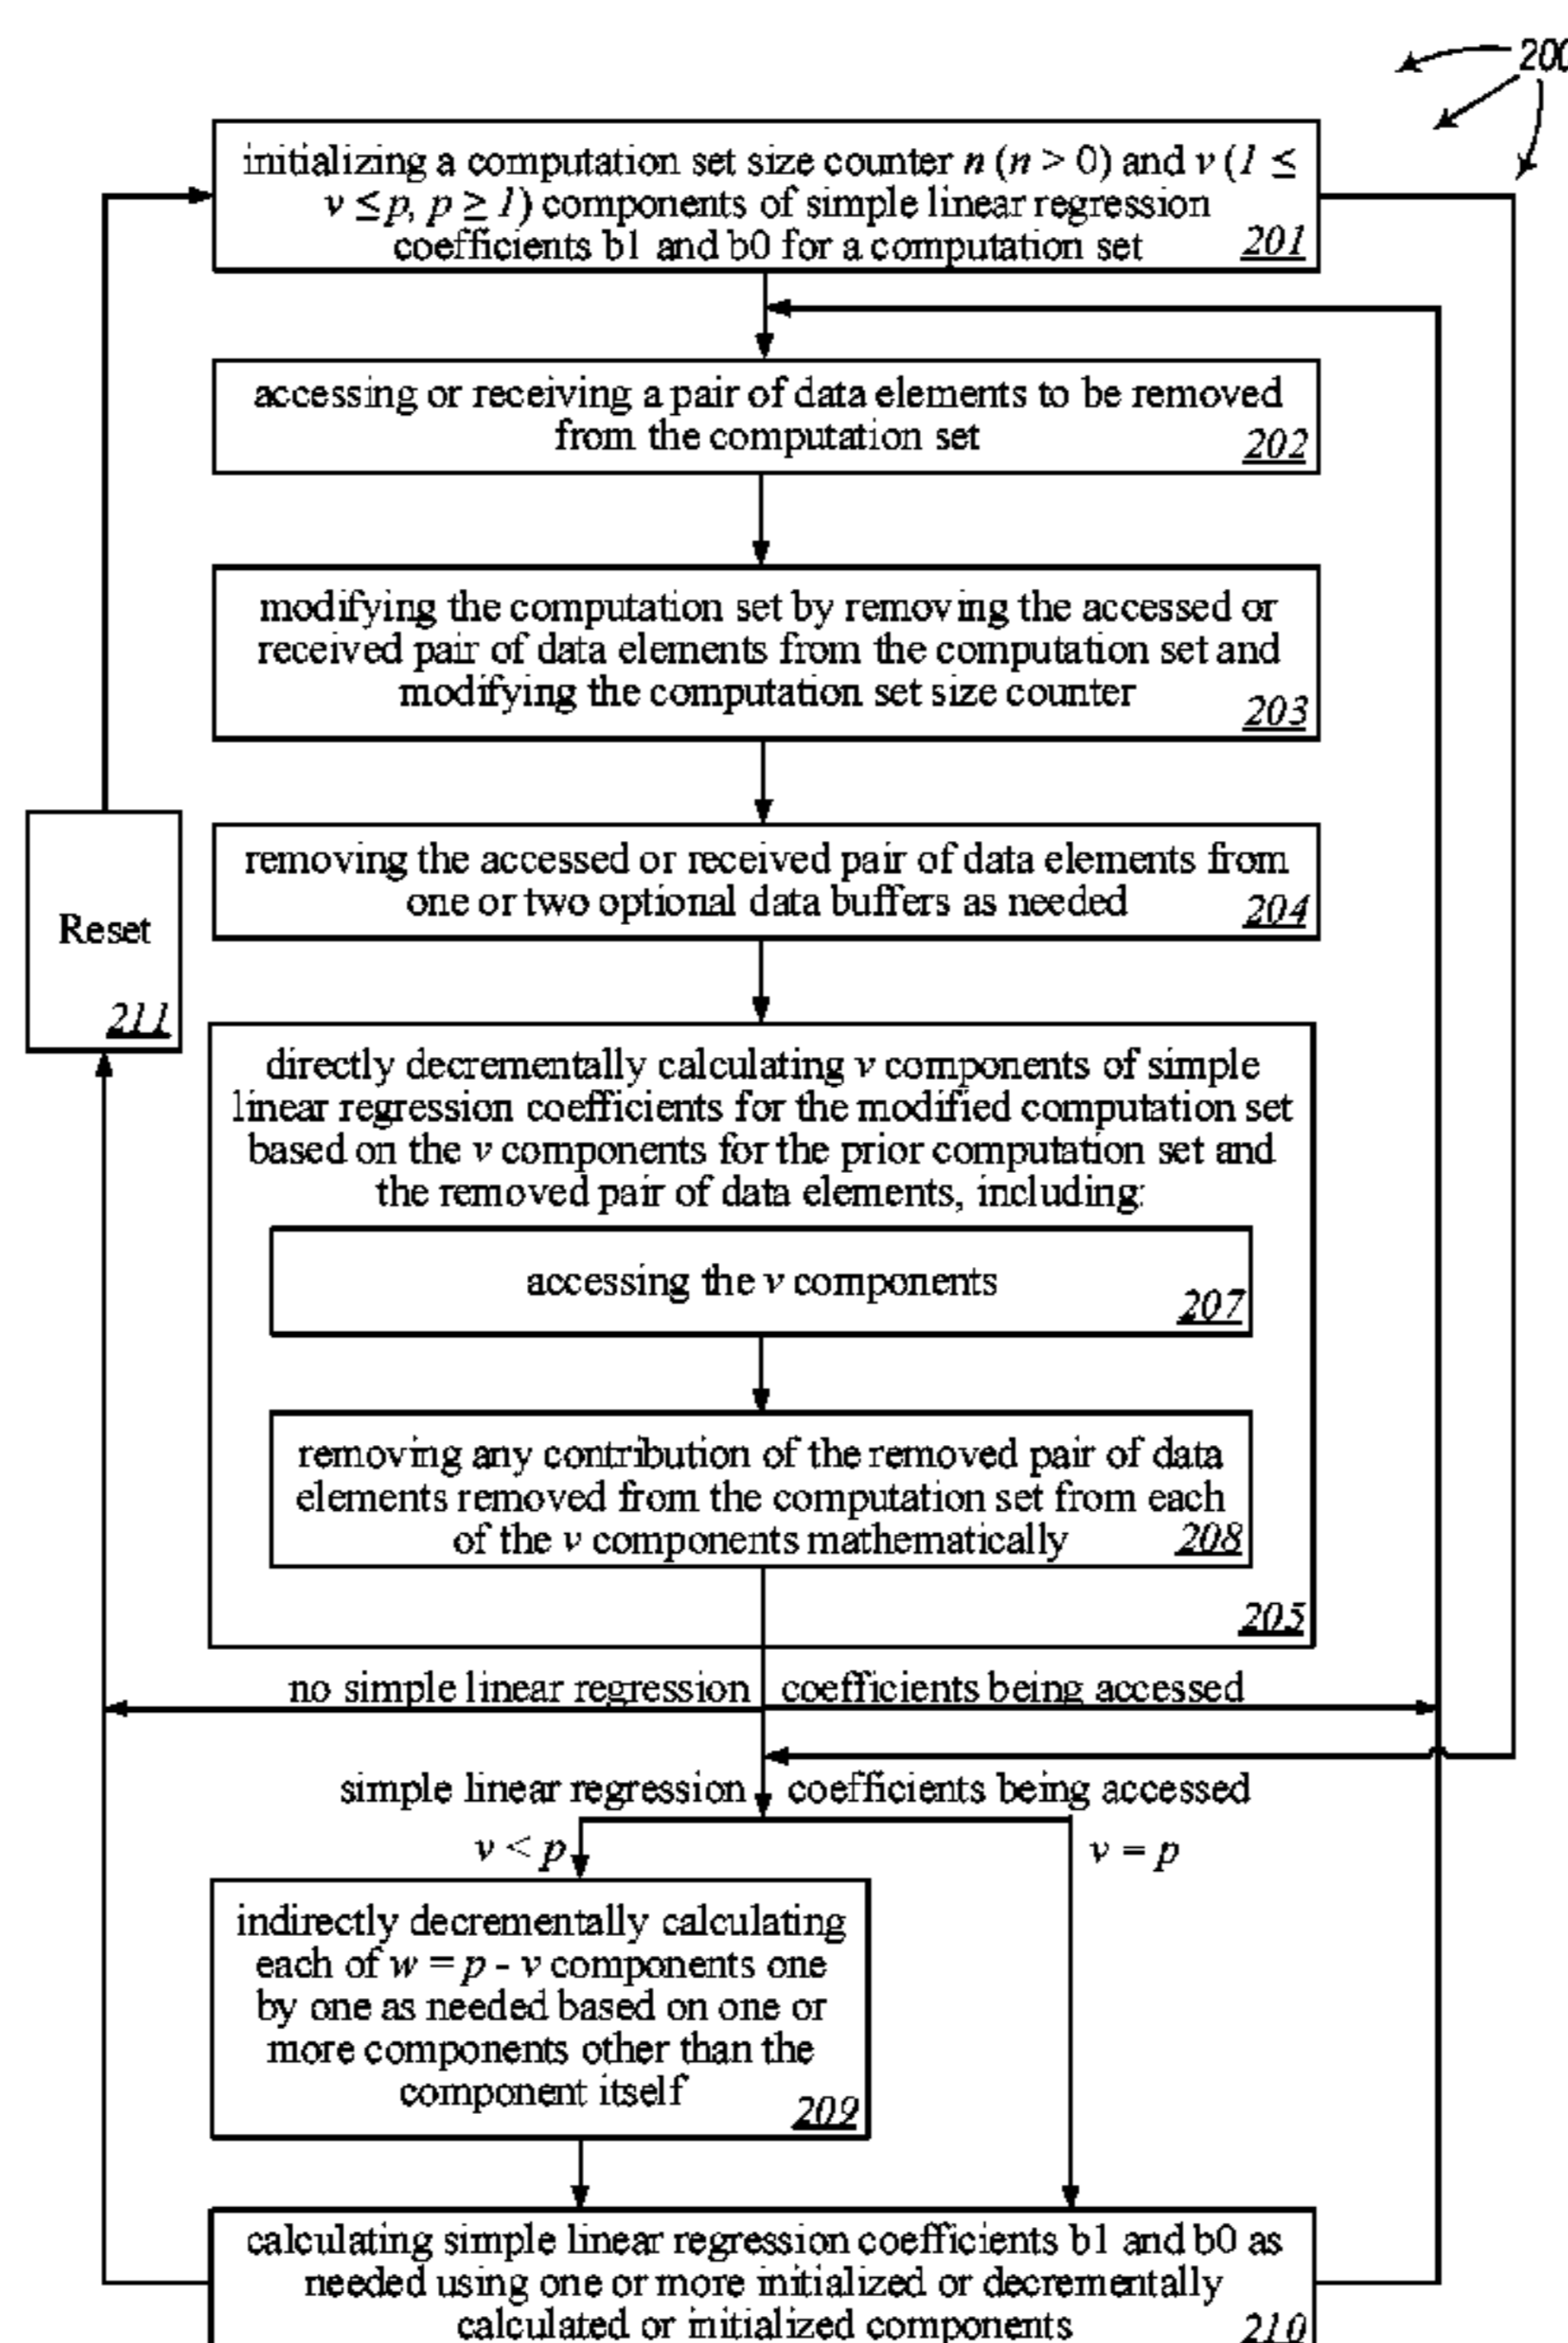 200
initializing a computation set size counter n (n > 0) and v (1 ≤
v ≤ p, p ≥ 1) components of simple linear regression
coefficients b1 and b0 for a computation set
201
accessing or receiving a pair of data elements to be removed
from the computation set
202
modifying the computation set by removing the accessed or
received pair of data elements from the computation set and
modifying the computation set size counter
203
removing the accessed or received pair of data elements from
one or two optional data buffers as needed
204
Reset
211
directly decrementally calculating v components of simple
linear regression coefficients for the modified computation set
based on the v components for the prior computation set and
the removed pair of data elements, including:
accessing the v components
207
removing any contribution of the removed pair of data
elements removed from the computation set from each
of the v components mathematically
208
205
no simple linear regression coefficients being accessed
simple linear regression coefficients being accessed
v < p
v = p
indirectly decrementally calculating
each of w = p - v components one
by one as needed based on one or
more components other than the
component itself
209
calculating simple linear regression coefficients b1 and b0 as
needed using one or more initialized or decrementally
calculated or initialized components
210